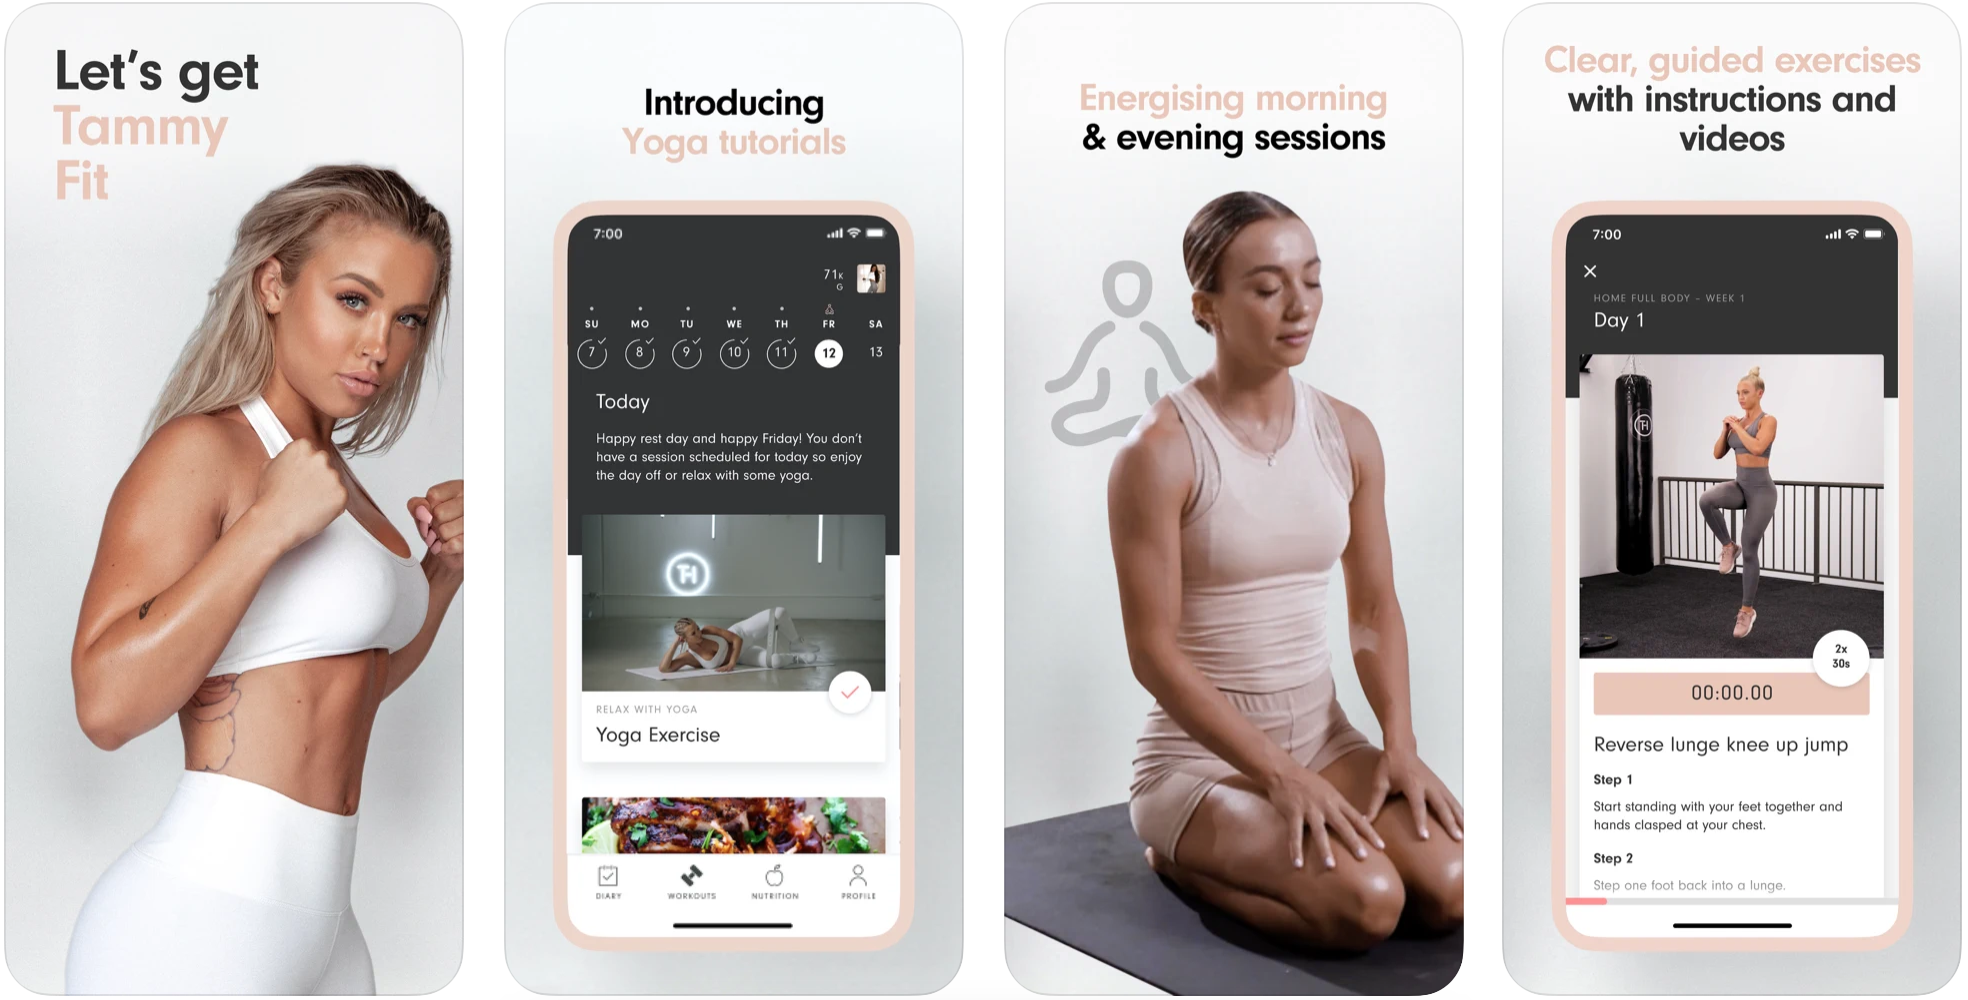 Let's get
Tammy
Fit
Introducing
Yoga tutorials
7:00
71K
G
SU MO TU WE TH FR SA
7 8 9 10 11 12 13
Today
Happy rest day and happy Friday! You don't
have a session scheduled for today so enjoy
the day off or relax with some yoga.
TH
RELAX WITH YOGA
Yoga Exercise
DIARY WORKOUTS NUTRITION PROFILE
Energising morning
& evening sessions
Clear, guided exercises
with instructions and
videos
7:00
HOME FULL BODY – WEEK 1
Day 1
TH
2x
30s
00:00.00
Reverse lunge knee up jump
Step 1
Start standing with your feet together and
hands clasped at your chest.
Step 2
Step one foot back into a lunge.